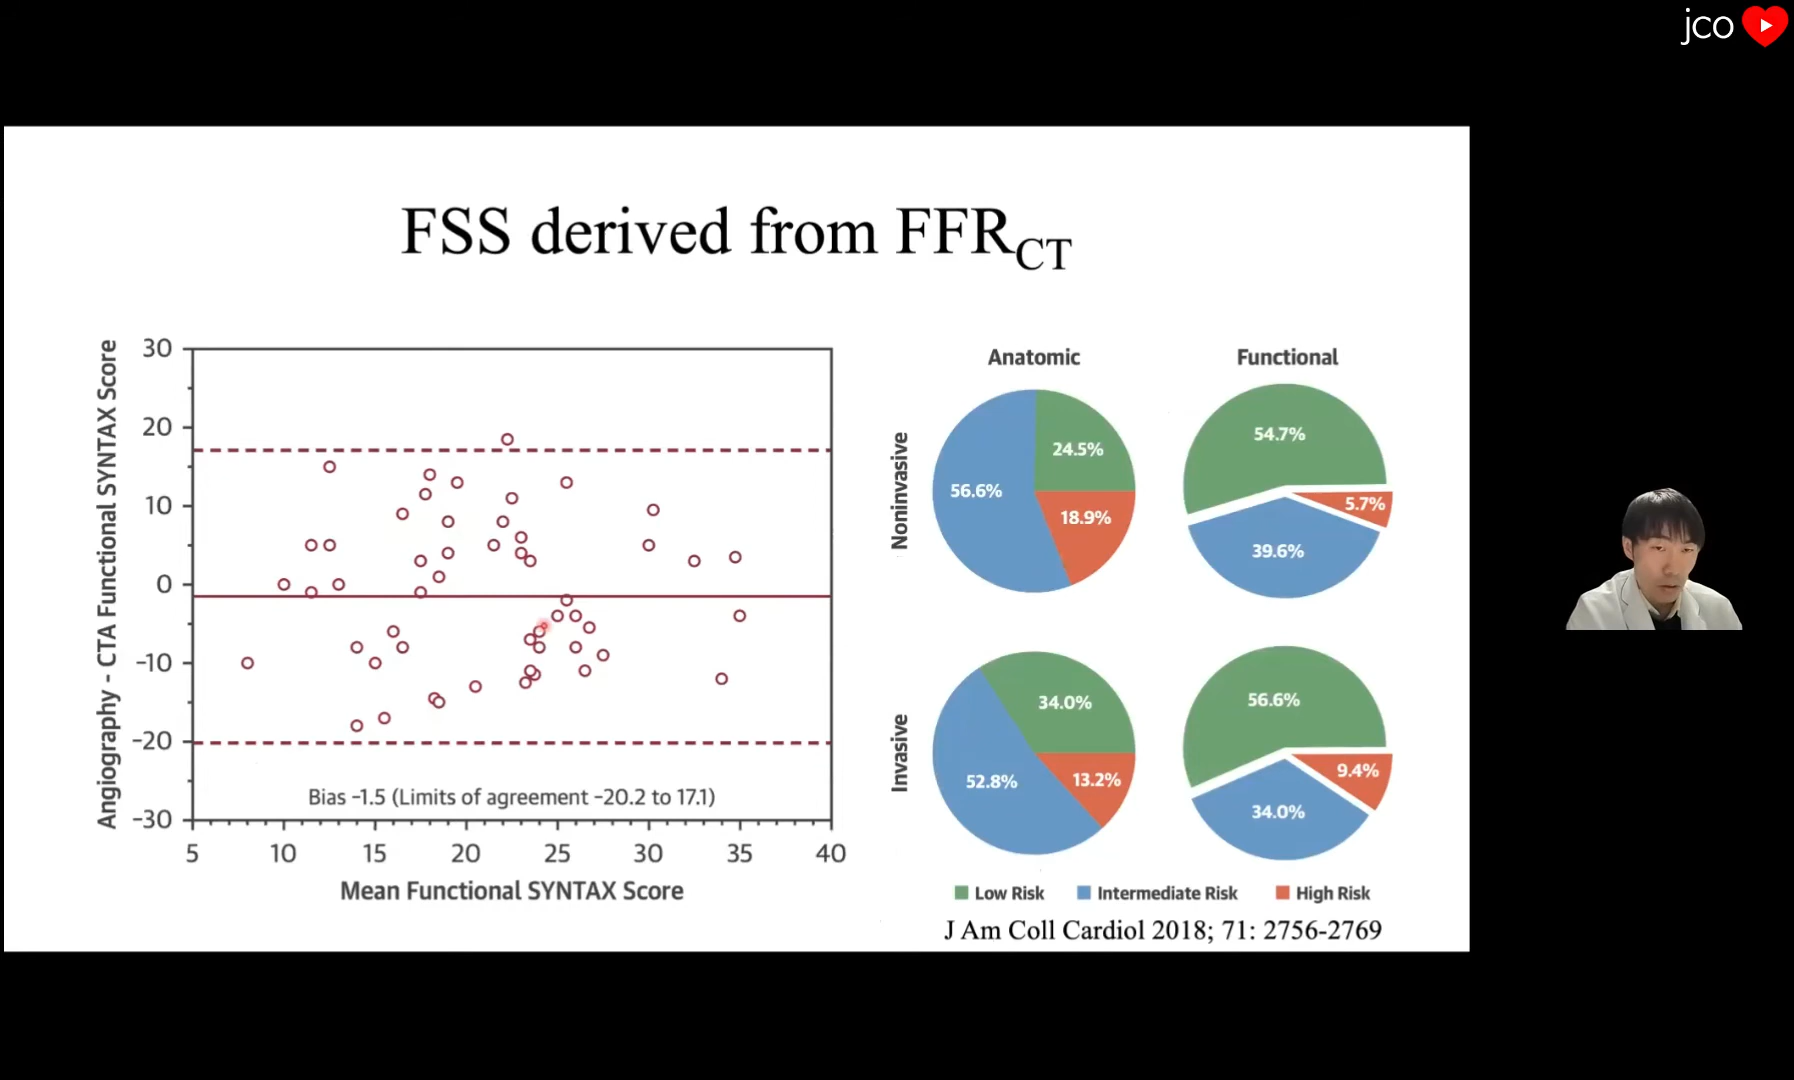 jco
FSS derived from FFRCT
Angiography - CTA Functional SYNTAX Score
30
20
10
0
-10
-20
-30
Bias -1.5 (Limits of agreement -20.2 to 17.1)
5 10 15 20 25 30 35 40
Mean Functional SYNTAX Score
Anatomic Functional
Noninvasive
24.5%
56.6%
18.9%
54.7%
5.7%
39.6%
Invasive
34.0%
52.8%
13.2%
56.6%
9.4%
34.0%
Low Risk Intermediate Risk High Risk
J Am Coll Cardiol 2018; 71: 2756-2769